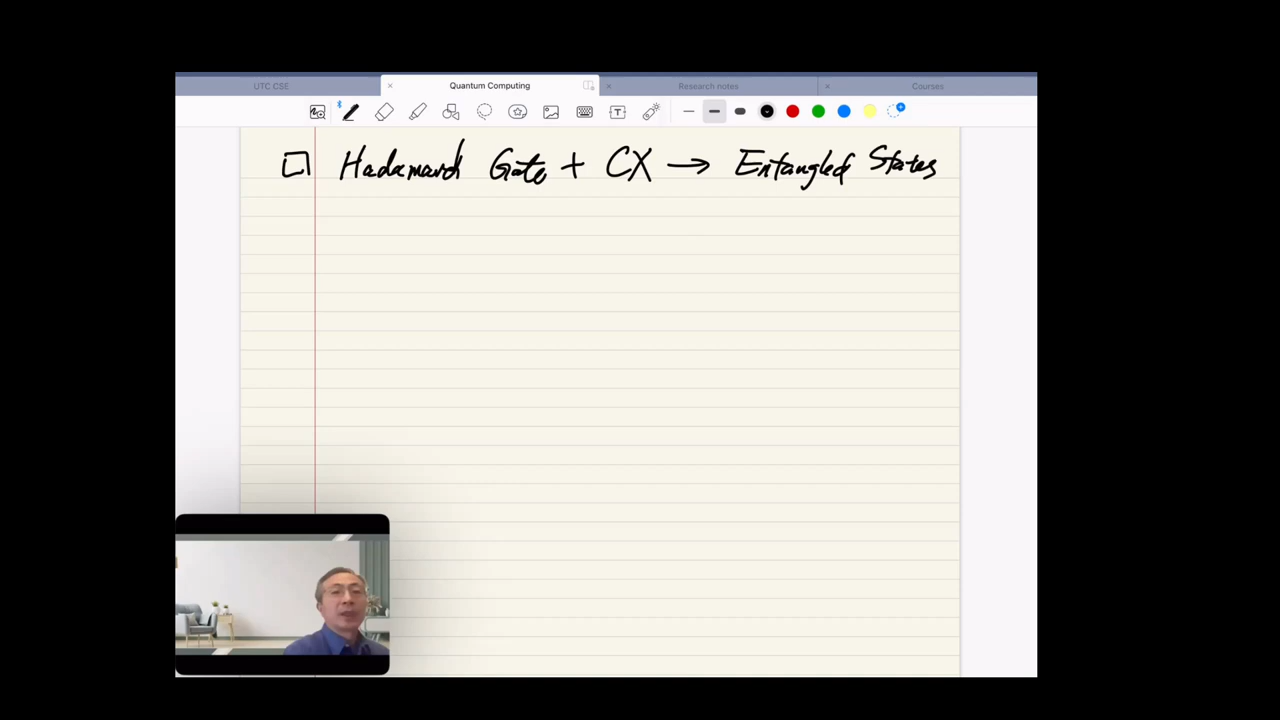 UTC CSE
Quantum Computing
Research notes
Courses
□ Hadamard Gate + CX → Entangled States